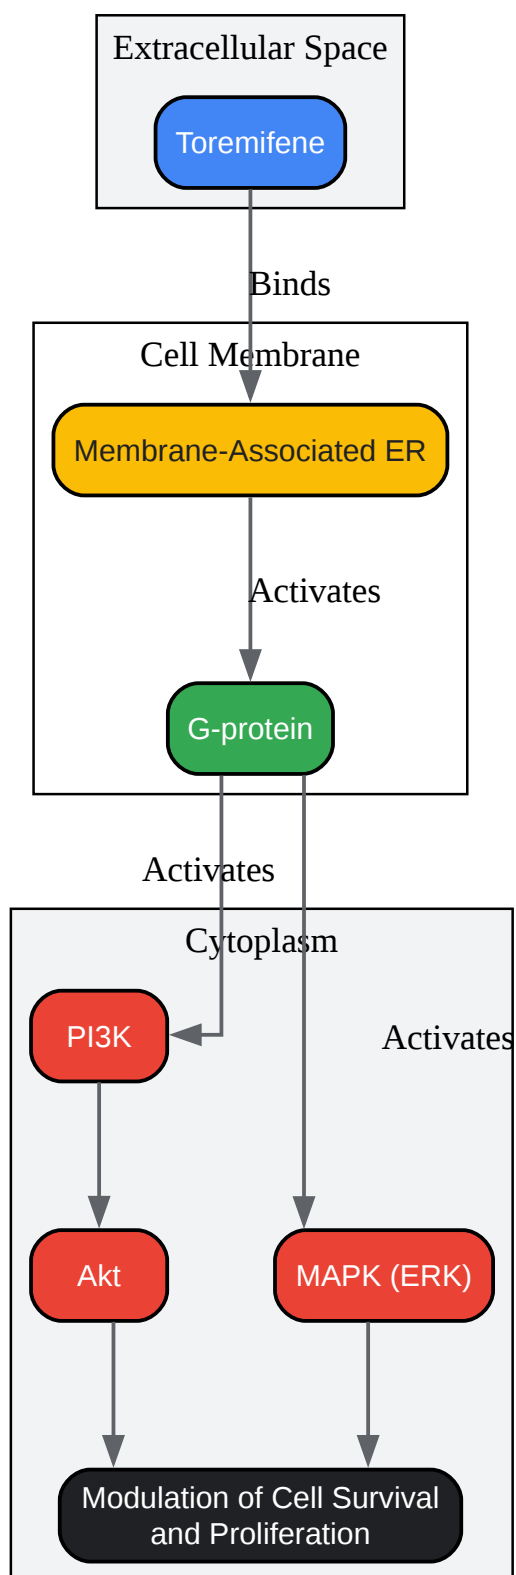 Extracellular Space
Toremifene
Binds
Cell Membrane
Membrane-Associated ER
Activates
G-protein
Activates
Cytoplasm
PI3K
Activates
Akt
MAPK (ERK)
Modulation of Cell Survival
and Proliferation